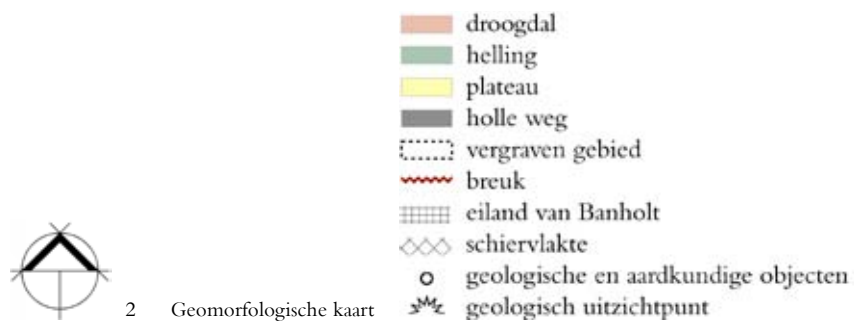 droogdal
helling
plateau
holle weg
vergraven gebied
breuk
eiland van Banholt
schiervlakte
geologische en aardkundige objecten
geologisch uitzichtpunt
2 Geomorfologische kaart